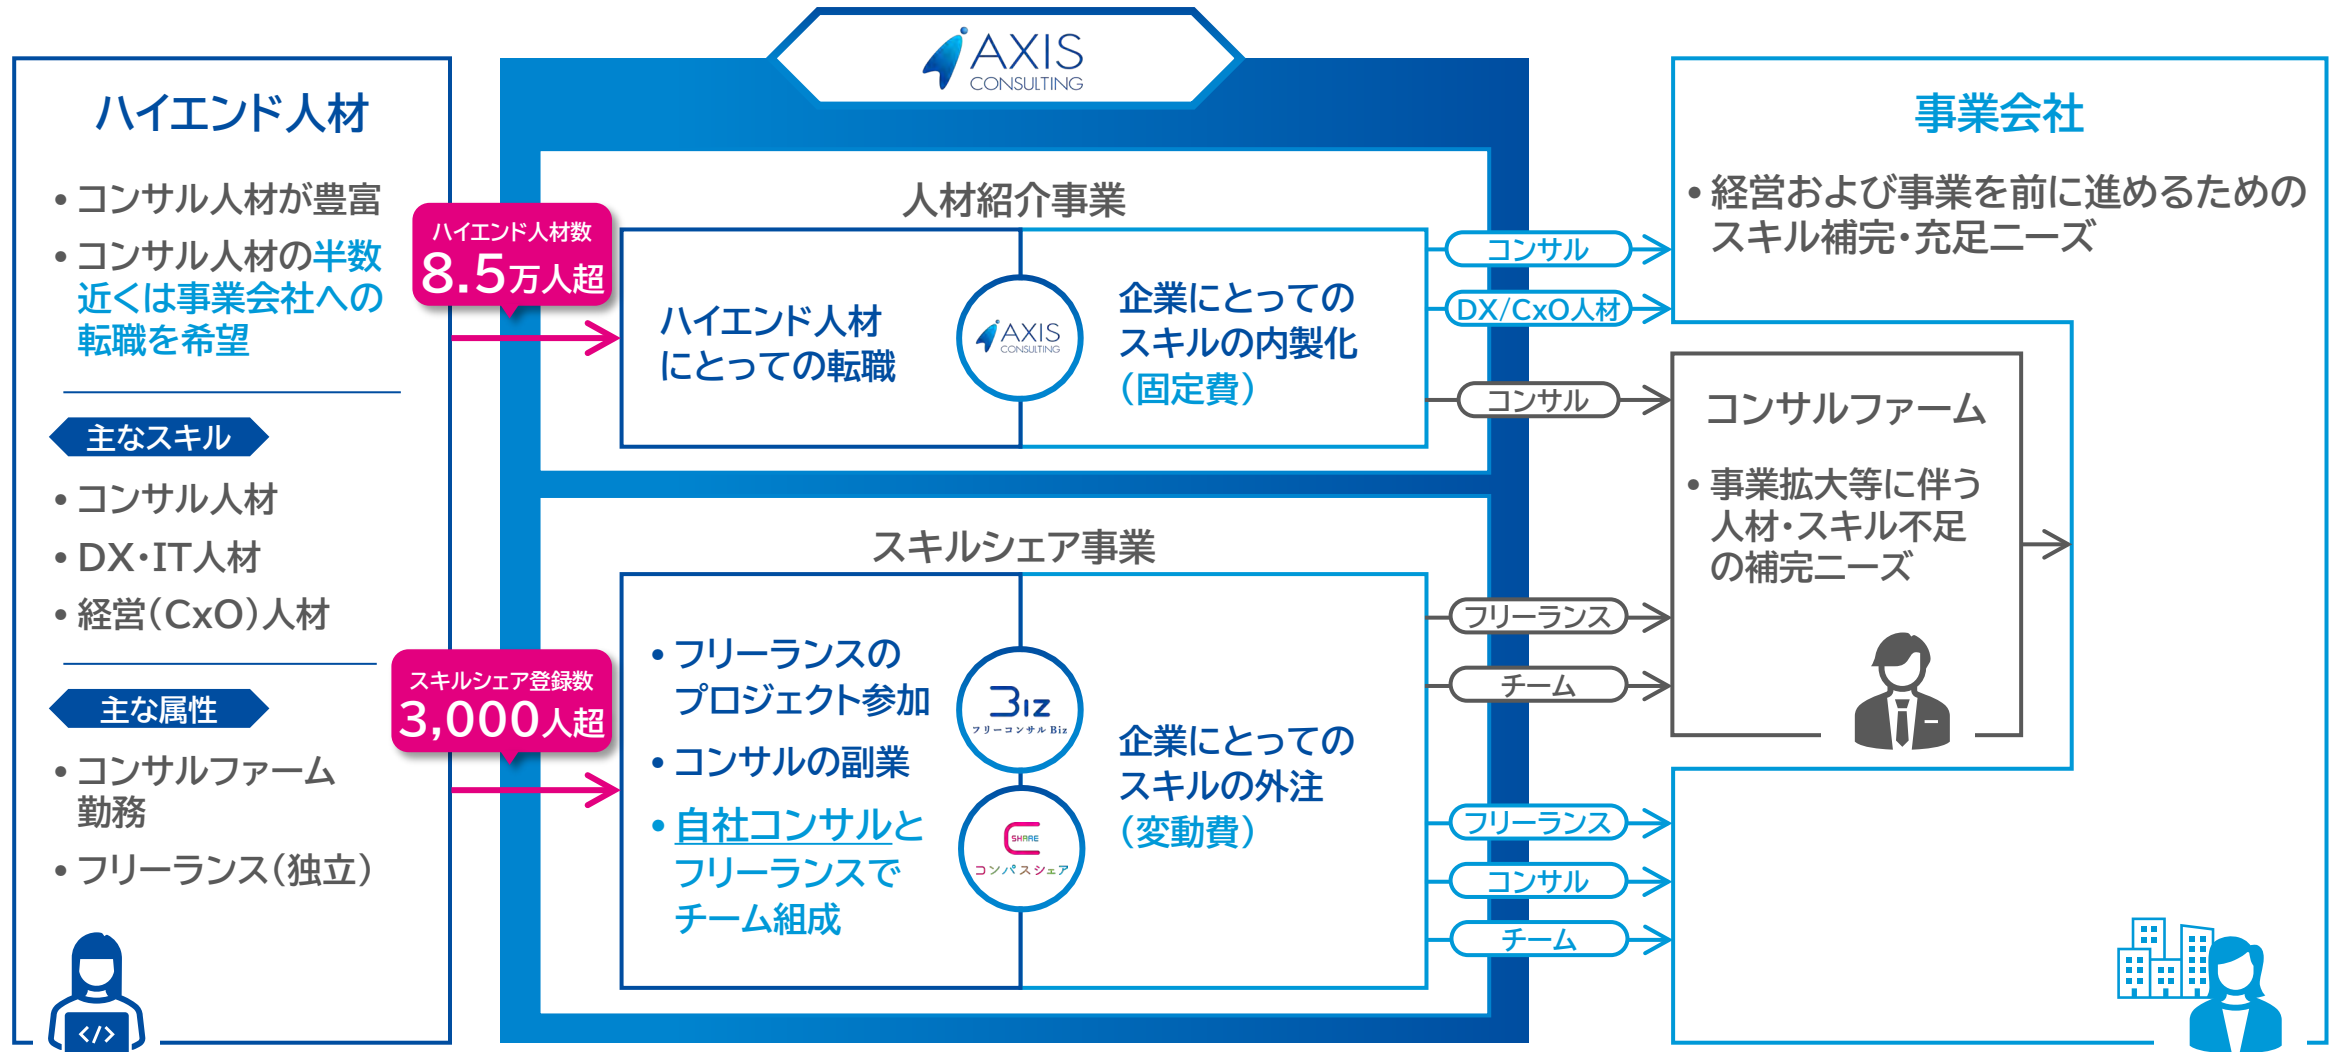 AXIS
CONSULTING
ハイエンド人材
• コンサル人材が豊富
• コンサル人材の半数
近くは事業会社への
転職を希望
主なスキル
• コンサル人材
• DX・IT人材
• 経営（CxO）人材
主な属性
• コンサルファーム
勤務
• フリーランス（独立）
</>
ハイエンド人材数
8.5万人超
スキルシェア登録数
3,000人超
人材紹介事業
ハイエンド人材
にとっての転職
AXIS
CONSULTING
企業にとっての
スキルの内製化
（固定費）
スキルシェア事業
• フリーランスの
プロジェクト参加
• コンサルの副業
• 自社コンサルと
フリーランスで
チーム組成
Biz
フリーコンサルBiz
SHARE
コンパスシェア
企業にとっての
スキルの外注
（変動費）
コンサル
DX/CxO人材
コンサル
フリーランス
チーム
フリーランス
コンサル
チーム
事業会社
• 経営および事業を前に進めるための
スキル補完・充足ニーズ
コンサルファーム
• 事業拡大等に伴う
人材・スキル不足
の補完ニーズ